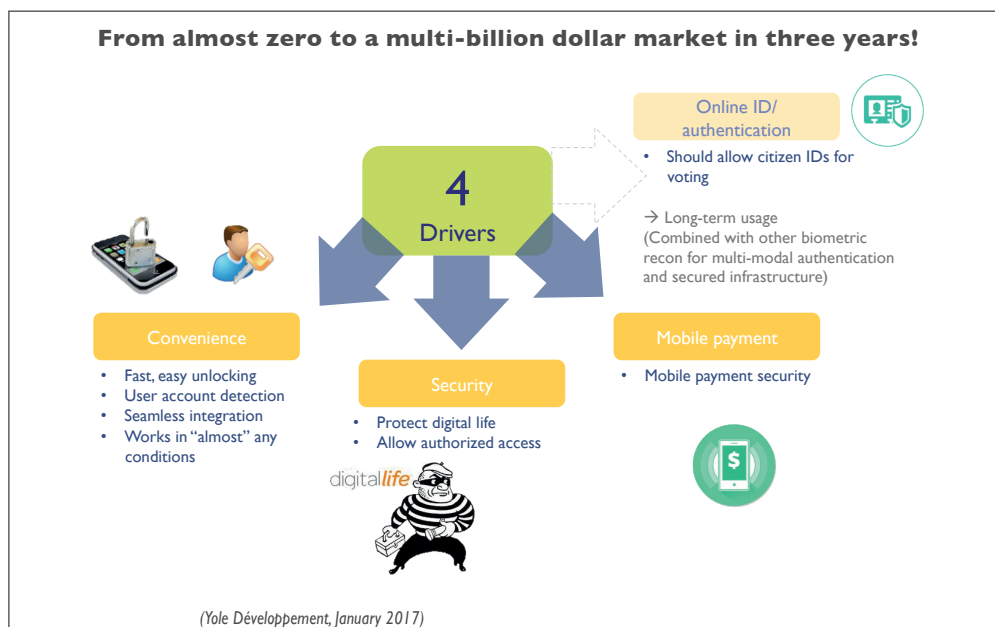 From almost zero to a multi-billion dollar market in three years!
Online ID/
authentication
• Should allow citizen IDs for
voting
→ Long-term usage
(Combined with other biometric
recon for multi-modal authentication
and secured infrastructure)
4
Drivers
Convenience
• Fast, easy unlocking
• User account detection
• Seamless integration
• Works in “almost” any
conditions
Security
• Protect digital life
• Allow authorized access
digitallife
Mobile payment
• Mobile payment security
$
(Yole Développement, January 2017)